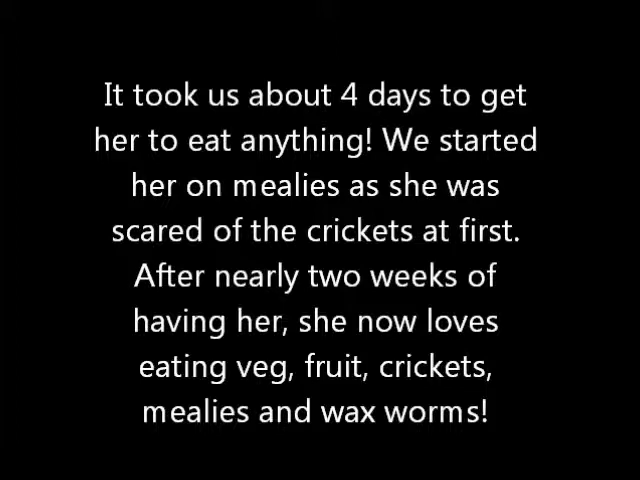 It took us about 4 days to get
her to eat anything! We started
her on mealies as she was
scared of the crickets at first.
After nearly two weeks of
having her, she now loves
eating veg, fruit, crickets,
mealies and wax worms!